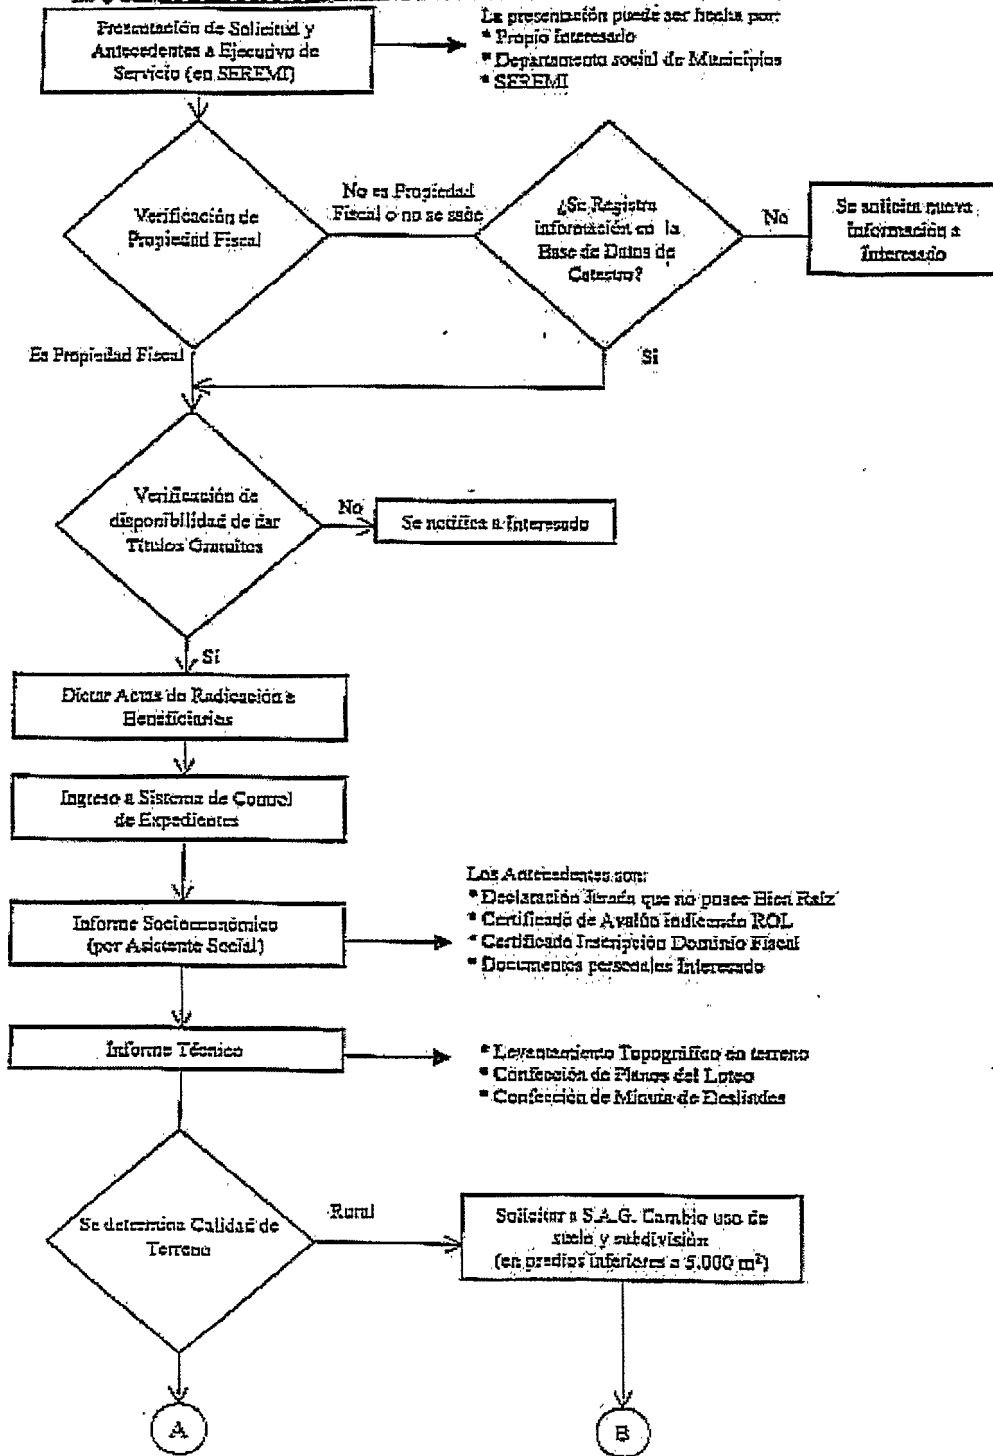 Presentación de Solicitud y
Antecedentes a Ejecutivo de
Servicio (en SEREMI)
La presentación puede ser hecha por:
* Propio Interesado
* Departamento social de Municipios
* SEREMI
Verificación de
Propiedad Fiscal
No es Propiedad
Fiscal o no se sabe
¿Se Registra
información en la
Base de Datos de
Catastro?
No
Se solicita nueva
información a
Interesado
Es Propiedad Fiscal
Si
Verificación de
disponibilidad de dar
Títulos Gratuitos
No
Se notifica a Interesado
Sí
Dictar Actas de Radicación a
Beneficiarios
Ingreso a Sistema de Control
de Expedientes
Informe Socioeconómico
(por Asistente Social)
Los Antecedentes son:
* Declaración Jurada que no posee Bien Raíz
* Certificado de Avalúo indicando ROL
* Certificado Inscripción Dominio Fiscal
* Documentos personales Interesado
Informe Técnico
* Levantamiento Topográfico en terreno
* Confección de Planos del Loteo
* Confección de Minuta de Deslindes
Se determina Calidad de
Terreno
Rural
Solicitar a S.A.G. Cambio uso de
suelo y subdivisión
(en predios inferiores a 5.000 m²)
A
B